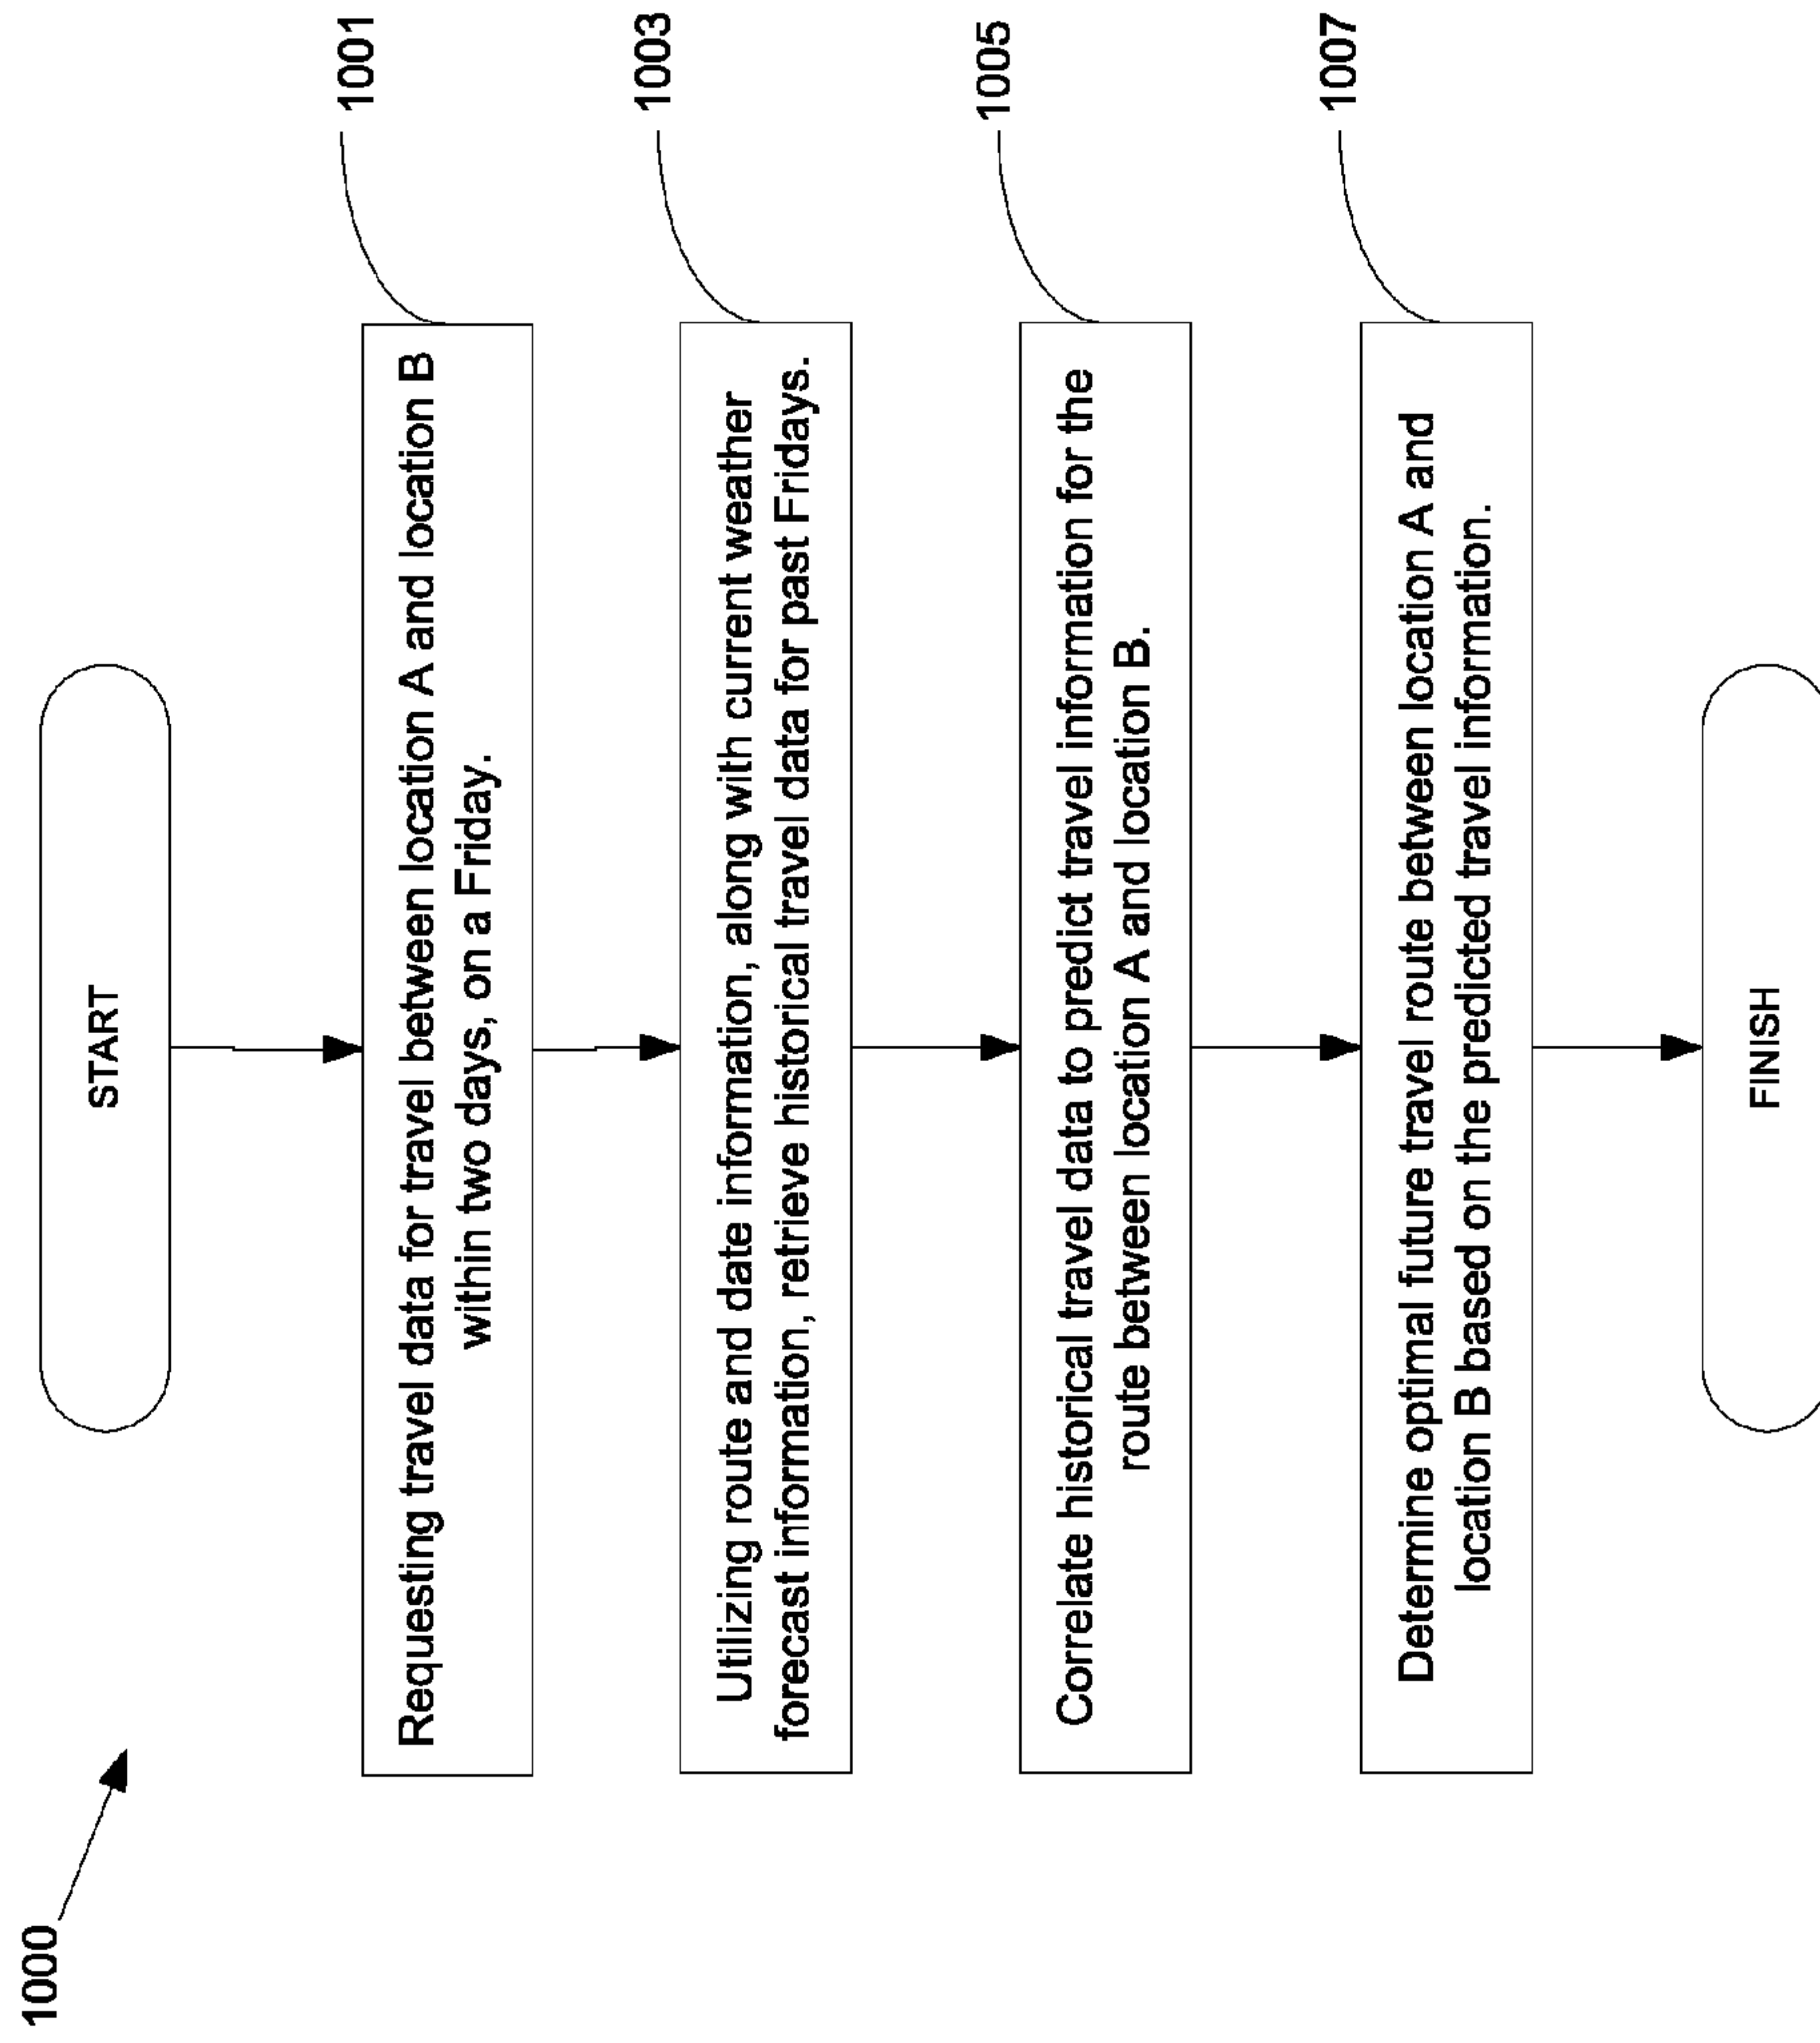 1000
START
1001
Requesting travel data for travel between location A and location B
within two days, on a Friday.
1003
Utilizing route and date information, along with current weather
forecast information, retrieve historical travel data for past Fridays.
1005
Correlate historical travel data to predict travel information for the
route between location A and location B.
1007
Determine optimal future travel route between location A and
location B based on the predicted travel information.
FINISH